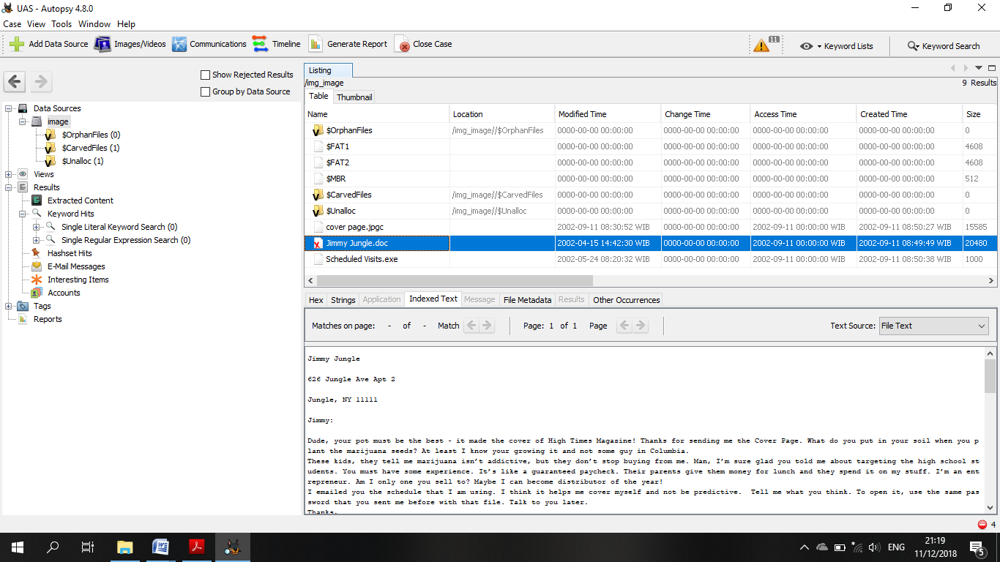 UAS - Autopsy 4.8.0
Case View Tools Window Help
Add Data Source Images/Videos Communications Timeline Generate Report Close Case 11 Keyword Lists Keyword Search
Show Rejected Results
Group by Data Source
Data Sources
image
$OrphanFiles (0)
$CarvedFiles (1)
$Unalloc (1)
Views
Results
Extracted Content
Keyword Hits
Single Literal Keyword Search (0)
Single Regular Expression Search (0)
Hashset Hits
E-Mail Messages
Interesting Items
Accounts
Tags
Reports
Listing
/img_image 9 Results
Table Thumbnail
Name Location Modified Time Change Time Access Time Created Time Size
$OrphanFiles /img_image//$OrphanFiles 0000-00-00 00:00:00 0000-00-00 00:00:00 0000-00-00 00:00:00 0000-00-00 00:00:00 0
$FAT1 0000-00-00 00:00:00 0000-00-00 00:00:00 0000-00-00 00:00:00 0000-00-00 00:00:00 4608
$FAT2 0000-00-00 00:00:00 0000-00-00 00:00:00 0000-00-00 00:00:00 0000-00-00 00:00:00 4608
$MBR 0000-00-00 00:00:00 0000-00-00 00:00:00 0000-00-00 00:00:00 0000-00-00 00:00:00 512
$CarvedFiles /img_image//$CarvedFiles 0000-00-00 00:00:00 0000-00-00 00:00:00 0000-00-00 00:00:00 0000-00-00 00:00:00 0
$Unalloc /img_image//$Unalloc 0000-00-00 00:00:00 0000-00-00 00:00:00 0000-00-00 00:00:00 0000-00-00 00:00:00 0
cover page.jpgc 2002-09-11 08:30:52 WIB 0000-00-00 00:00:00 2002-09-11 00:00:00 WIB 2002-09-11 08:50:27 WIB 15585
Jimmy Jungle.doc 2002-04-15 14:42:30 WIB 0000-00-00 00:00:00 2002-09-11 00:00:00 WIB 2002-09-11 08:49:49 WIB 20480
Scheduled Visits.exe 2002-05-24 08:20:32 WIB 0000-00-00 00:00:00 2002-09-11 00:00:00 WIB 2002-09-11 08:50:38 WIB 1000
Hex Strings Application Indexed Text Message File Metadata Results Other Occurrences
Matches on page: - of - Match Page: 1 of 1 Page Text Source: File Text
Jimmy Jungle
626 Jungle Ave Apt 2
Jungle, NY 11111
Jimmy:
Dude, your pot must be the best - it made the cover of High Times Magazine! Thanks for sending me the Cover Page. What do you put in your soil when you p
lant the marijuana seeds? At least I know your growing it and not some guy in Columbia.
These kids, they tell me marijuana isn't addictive, but they don't stop buying from me. Man, I'm sure glad you told me about targeting the high school st
udents. You must have some experience. It's like a guaranteed paycheck. Their parents give them money for lunch and they spend it on my stuff. I'm an ent
repreneur. Am I only one you sell to? Maybe I can become distributor of the year!
I emailed you the schedule that I am using. I think it helps me cover myself and not be predictive.  Tell me what you think. To open it, use the same pas
sword that you sent me before with that file. Talk to you later.
Thanks,
4
ENG 21:19
11/12/2018 5